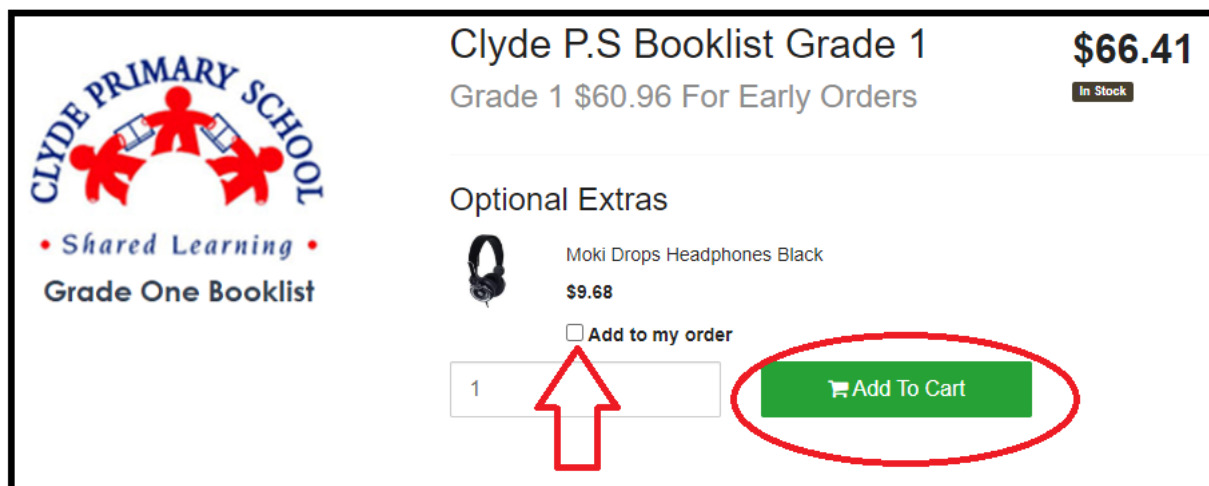 CLYDE PRIMARY SCHOOL
• Shared Learning •
Grade One Booklist
Clyde P.S Booklist Grade 1
$66.41
Grade 1 $60.96 For Early Orders
In Stock
Optional Extras
Moki Drops Headphones Black
$9.68
Add to my order
1
Add To Cart